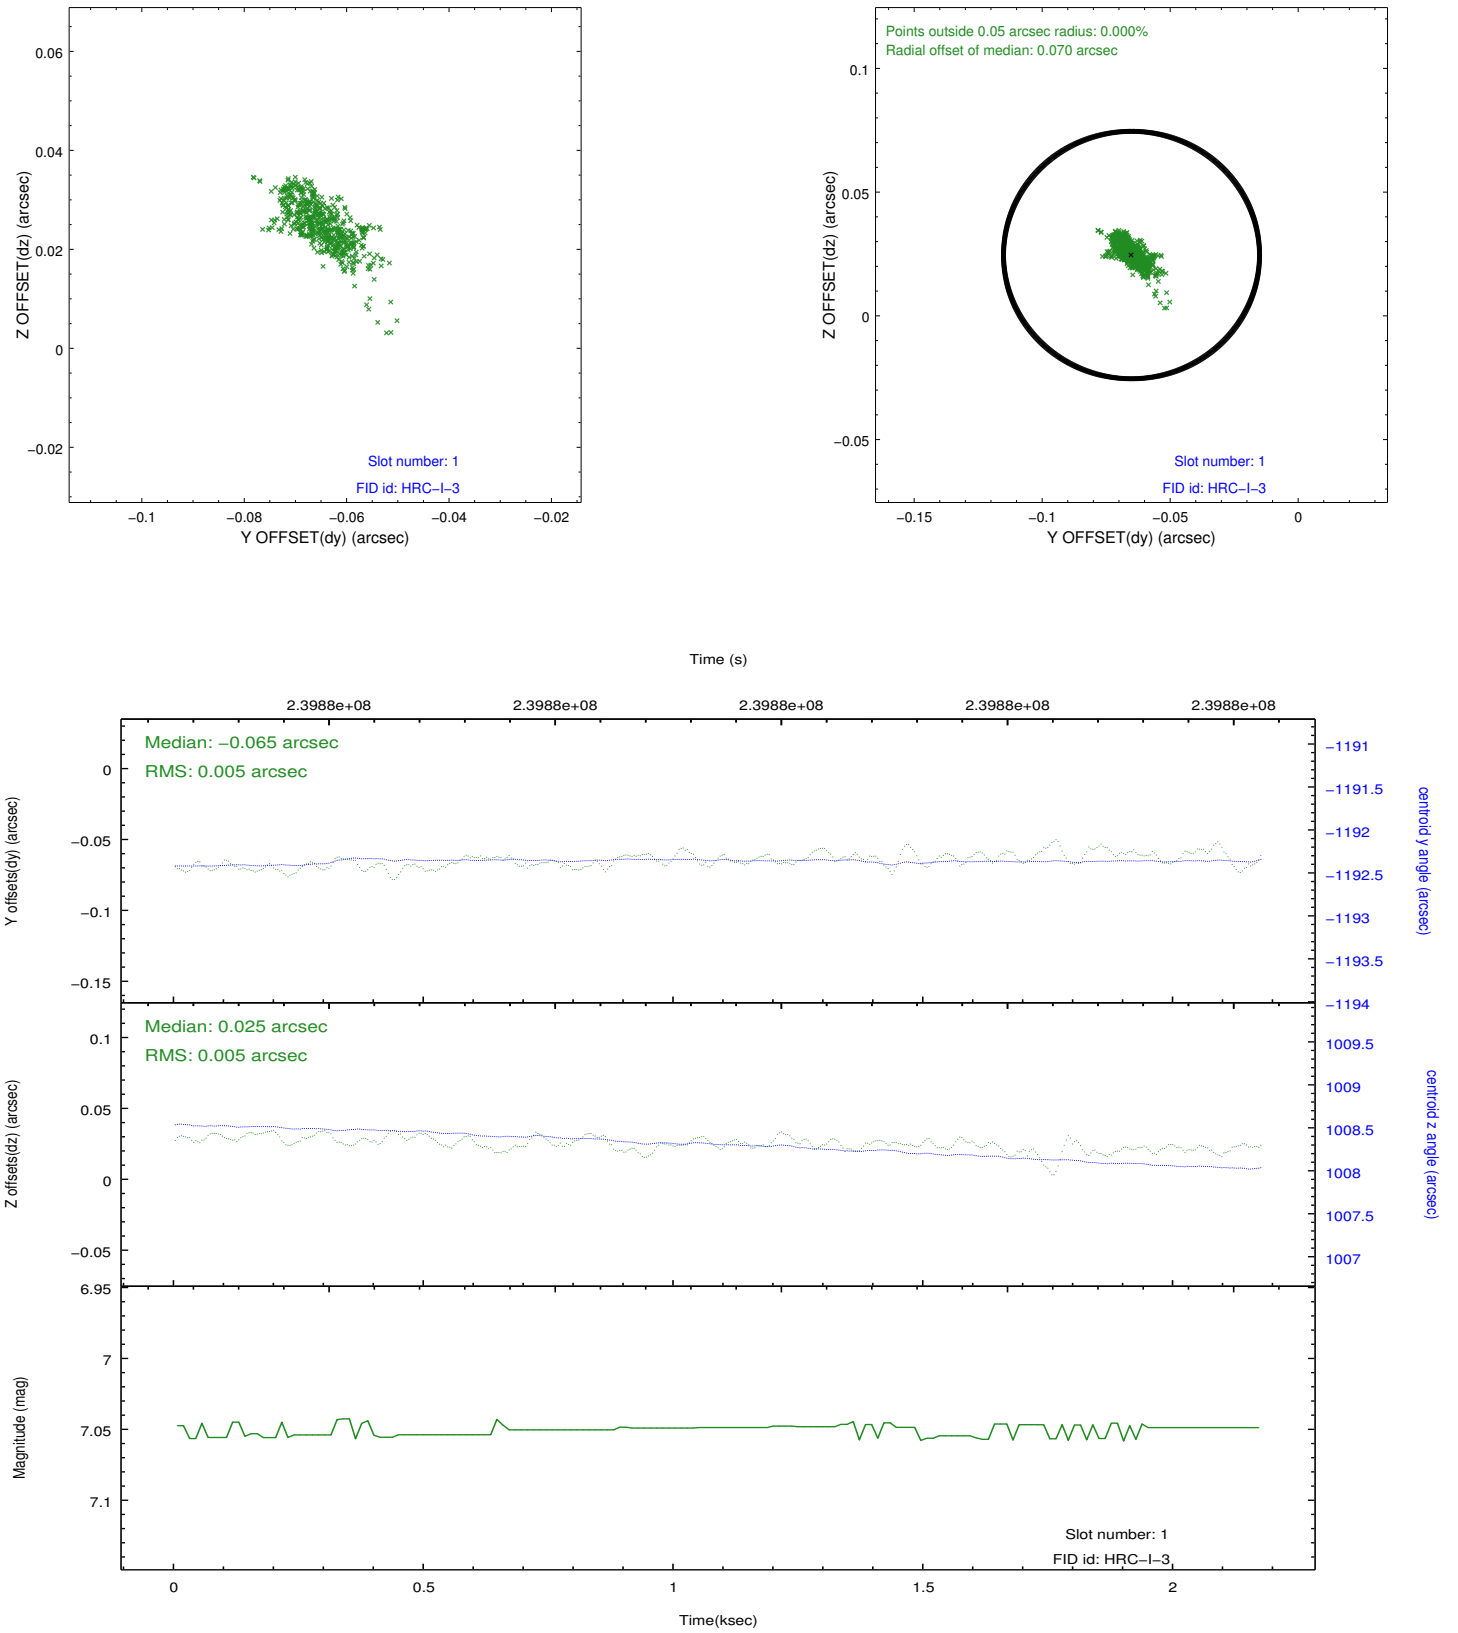 0.06
0.04
0.02
0
−0.02
Z OFFSET(dz) (arcsec)
Slot number: 1
FID id: HRC−I−3
−0.1
−0.08
−0.06
−0.04
−0.02
Y OFFSET(dy) (arcsec)
Points outside 0.05 arcsec radius: 0.000%
Radial offset of median: 0.070 arcsec
0.1
0.05
0
−0.05
Z OFFSET(dz) (arcsec)
Slot number: 1
FID id: HRC−I−3
−0.15
−0.1
−0.05
0
Y OFFSET(dy) (arcsec)
Time (s)
2.3988e+08
2.3988e+08
2.3988e+08
2.3988e+08
2.3988e+08
Median: −0.065 arcsec
RMS: 0.005 arcsec
0
−0.05
−0.1
−0.15
Y offsets(dy) (arcsec)
−1191
−1191.5
−1192
−1192.5
−1193
−1193.5
−1194
centroid y angle (arcsec)
Median: 0.025 arcsec
RMS: 0.005 arcsec
0.1
0.05
0
−0.05
Z offsets(dz) (arcsec)
1009.5
1009
1008.5
1008
1007.5
1007
centroid z angle (arcsec)
6.95
7
7.05
7.1
Magnitude (mag)
Slot number: 1
FID id: HRC−I−3
0
0.5
1
1.5
2
Time(ksec)